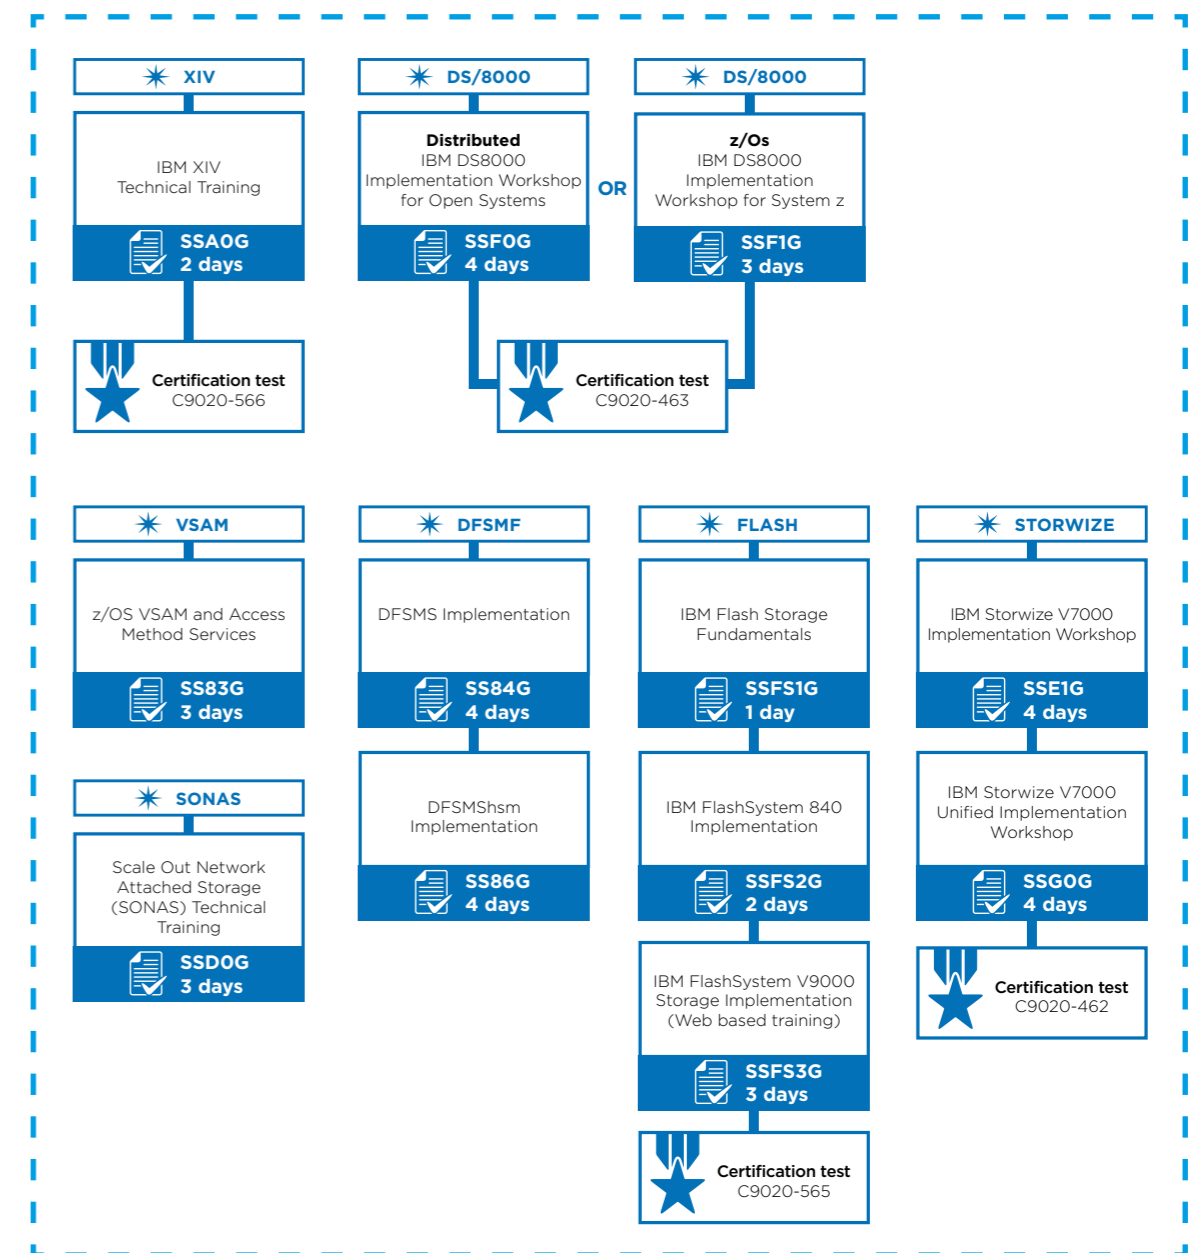 XIV
IBM XIV
Technical Training
SSA0G
2 days
Certification test
C9020-566
DS/8000
Distributed
IBM DS8000
Implementation Workshop
for Open Systems
SSF0G
4 days
OR
DS/8000
z/Os
IBM DS8000
Implementation
Workshop for System z
SSF1G
3 days
Certification test
C9020-463
VSAM
z/OS VSAM and Access
Method Services
SS83G
3 days
SONAS
Scale Out Network
Attached Storage
(SONAS) Technical
Training
SSD0G
3 days
DFSMF
DFSMS Implementation
SS84G
4 days
DFSMShsm
Implementation
SS86G
4 days
FLASH
IBM Flash Storage
Fundamentals
SSFS1G
1 day
IBM FlashSystem 840
Implementation
SSFS2G
2 days
IBM FlashSystem V9000
Storage Implementation
(Web based training)
SSFS3G
3 days
Certification test
C9020-565
STORWIZE
IBM Storwize V7000
Implementation Workshop
SSE1G
4 days
IBM Storwize V7000
Unified Implementation
Workshop
SSG0G
4 days
Certification test
C9020-462